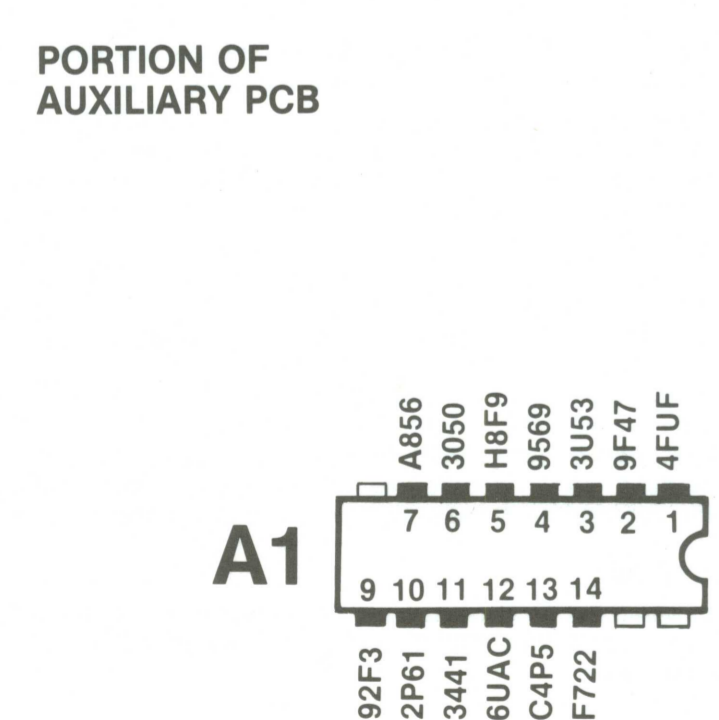 PORTION OF
AUXILIARY PCB
A856 3050 H8F9 9569 3U53 9F47 4FUF
7 6 5 4 3 2 1
A1
9 10 11 12 13 14
92F3 2P61 3441 6UAC C4P5 F722